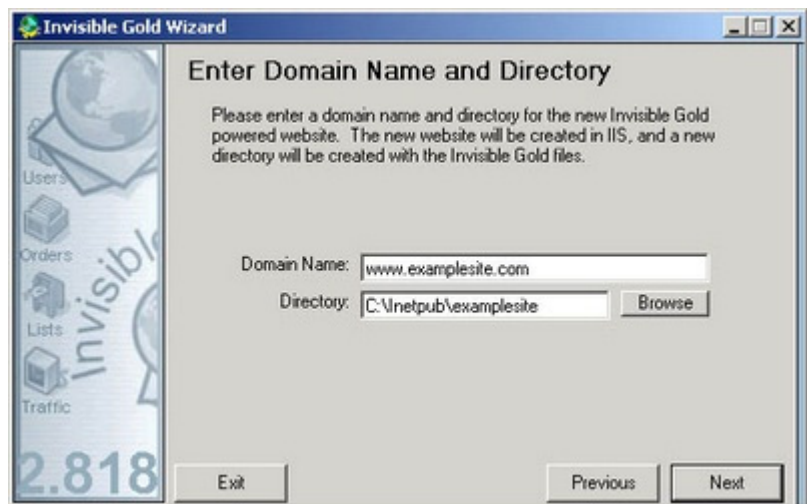 Invisible Gold Wizard
Enter Domain Name and Directory
Please enter a domain name and directory for the new Invisible Gold
powered website. The new website will be created in IIS, and a new
directory will be created with the Invisible Gold files.
Domain Name: www.examplesite.com
Directory: C:\Inetpub\examplesite Browse
Users
Orders
Lists
Traffic
Invisible
2.818
Exit Previous Next